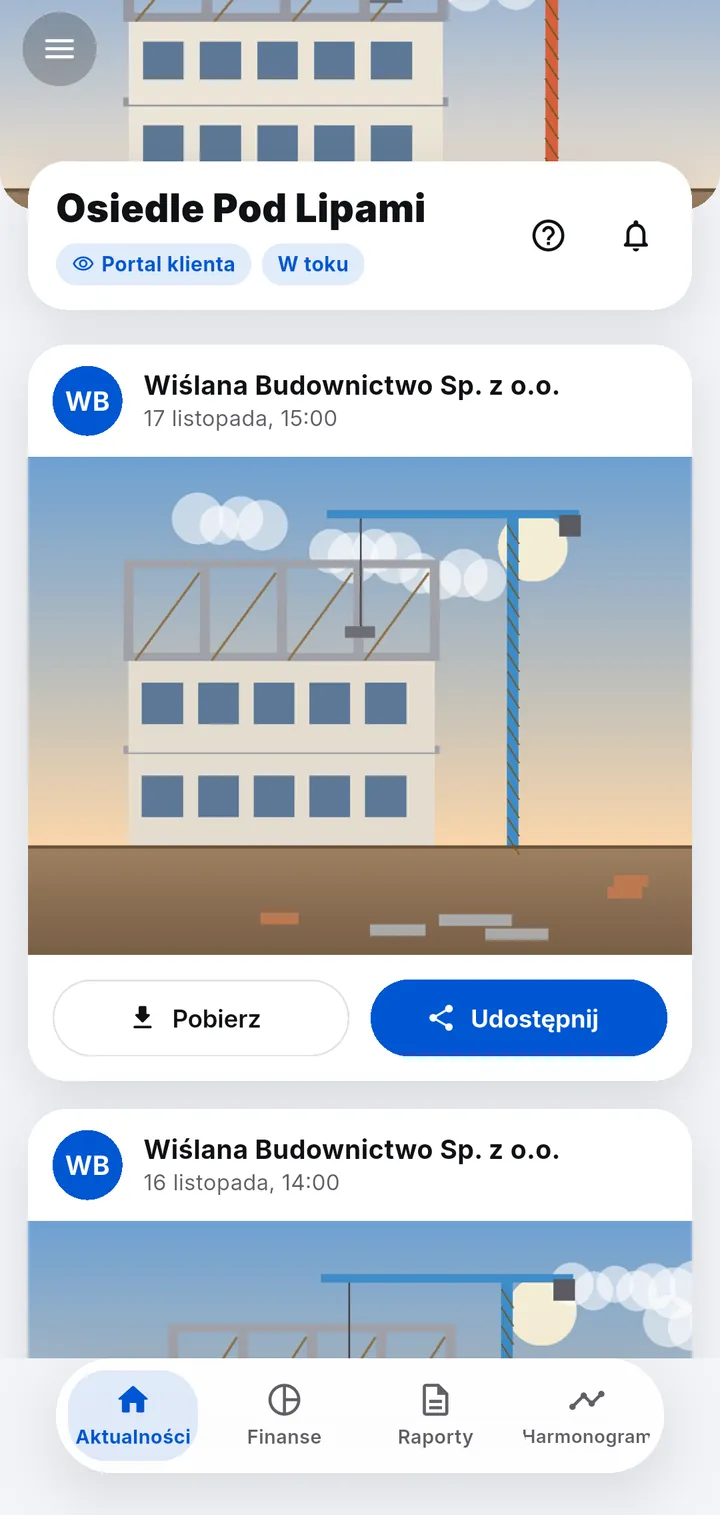 Osiedle Pod Lipami
Portal klienta
W toku
WB
Wiślana Budownictwo Sp. z o.o.
17 listopada, 15:00
Pobierz
Udostępnij
WB
Wiślana Budownictwo Sp. z o.o.
16 listopada, 14:00
Aktualności
Finanse
Raporty
Harmonogram